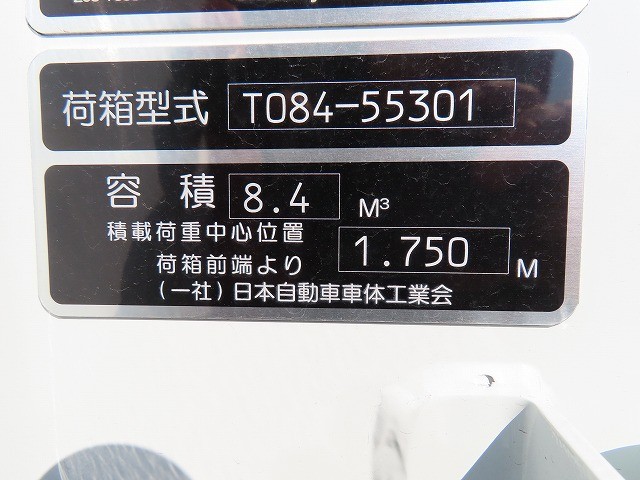 荷箱型式 T084-55301
容積 8.4 M³
積載荷重中心位置
荷箱前端より 1.750 M
(一社)日本自動車車体工業会